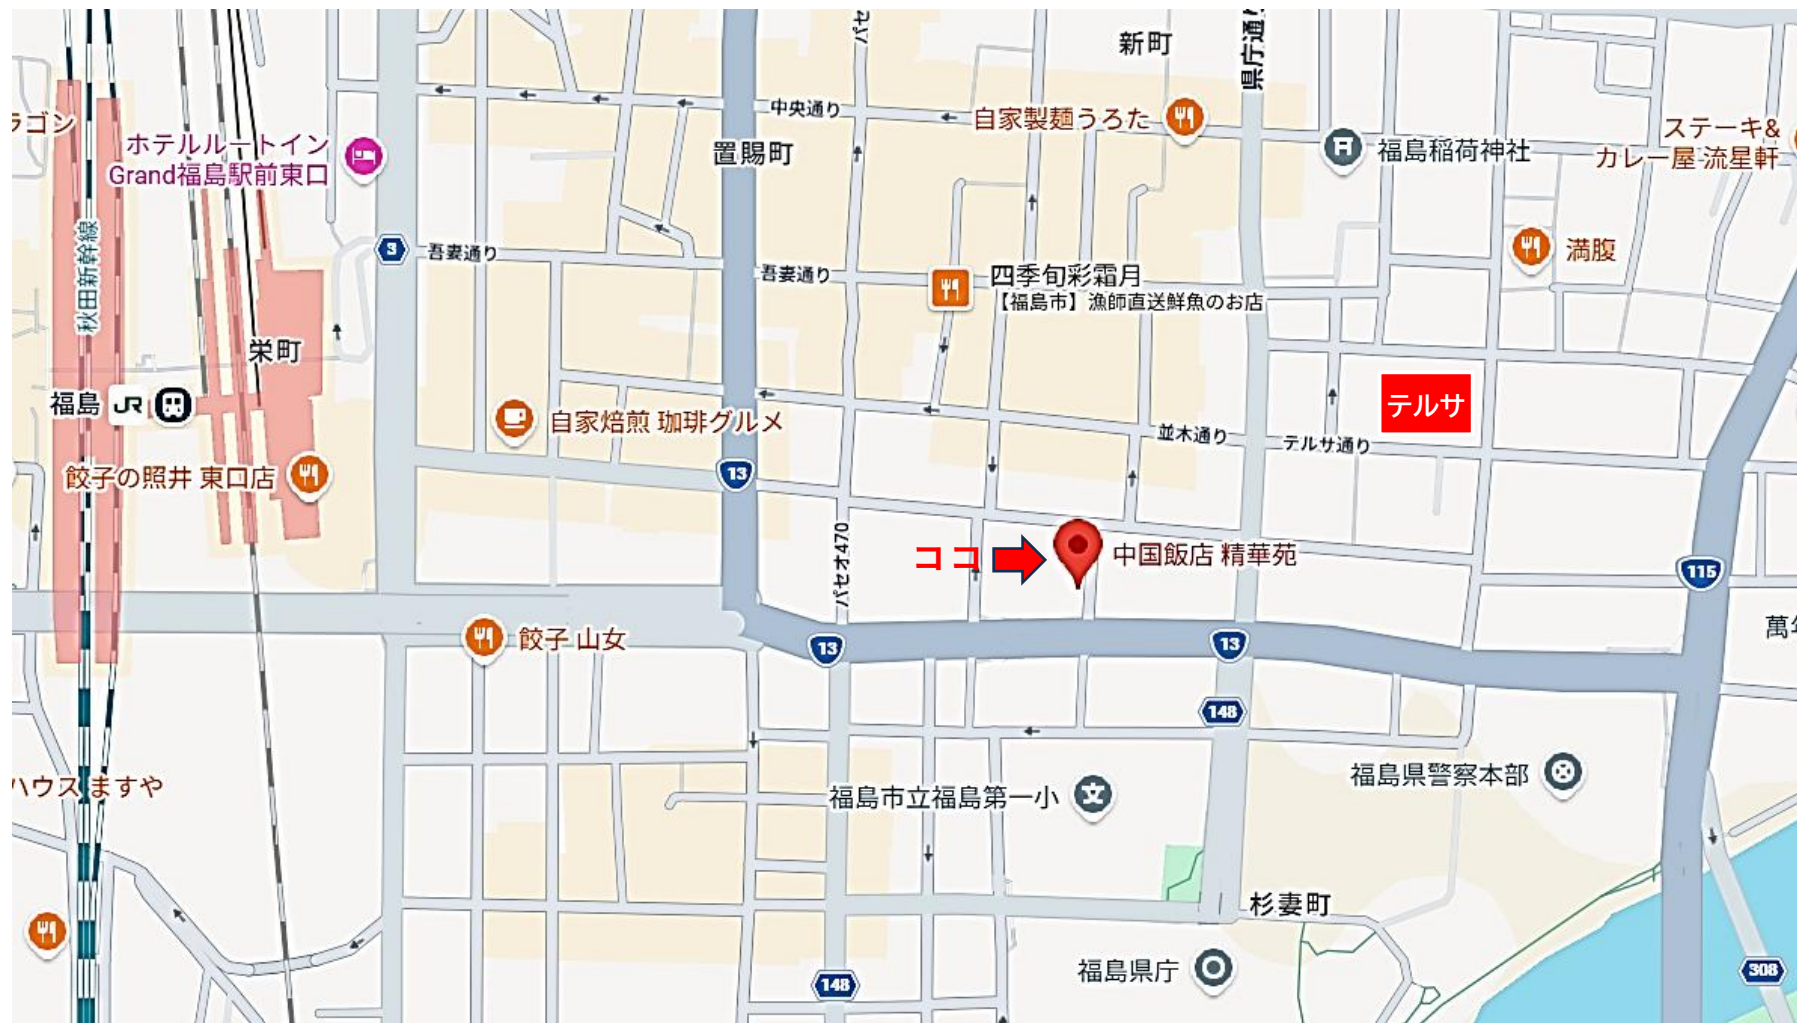 新町
県庁通り
パセ
中央通り
自家製麺うろた
ラゴン
ホテルルートイン
Grand福島駅前東口
置賜町
福島稲荷神社
ステーキ&
カレー屋 流星軒
秋田新幹線
3
吾妻通り
吾妻通り
四季旬彩霜月
【福島市】漁師直送鮮魚のお店
満腹
栄町
福島
JR
自家焙煎 珈琲グルメ
並木通り
テルサ通り
テルサ
餃子の照井 東口店
13
パセオ470
ココ
中国飯店 精華苑
115
餃子 山女
13
13
萬年
148
ハウス ますや
福島市立福島第一小
福島県警察本部
杉妻町
福島県庁
148
308